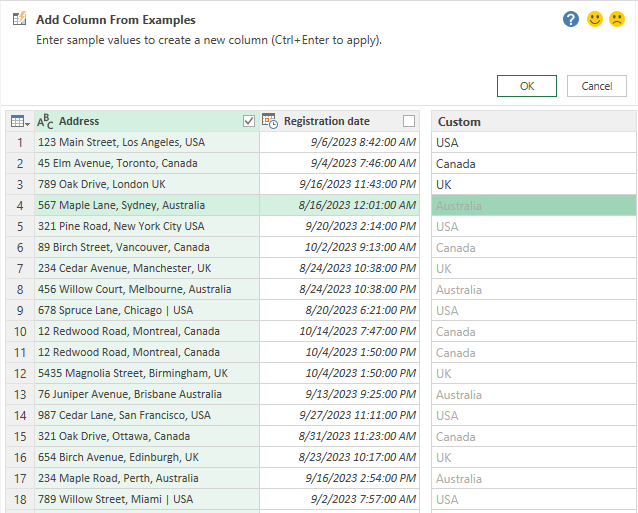 Add Column From Examples
Enter sample values to create a new column (Ctrl+Enter to apply).
?
OK Cancel
ABC Address Registration date Custom
1 123 Main Street, Los Angeles, USA 9/6/2023 8:42:00 AM USA
2 45 Elm Avenue, Toronto, Canada 9/4/2023 7:46:00 AM Canada
3 789 Oak Drive, London UK 9/16/2023 11:43:00 PM UK
4 567 Maple Lane, Sydney, Australia 8/16/2023 12:01:00 AM Australia
5 321 Pine Road, New York City USA 9/20/2023 2:14:00 PM USA
6 89 Birch Street, Vancouver, Canada 10/2/2023 9:13:00 AM Canada
7 234 Cedar Avenue, Manchester, UK 8/24/2023 10:38:00 PM UK
8 456 Willow Court, Melbourne, Australia 8/24/2023 10:38:00 PM Australia
9 678 Spruce Lane, Chicago | USA 8/20/2023 6:21:00 PM USA
10 12 Redwood Road, Montreal, Canada 10/14/2023 7:47:00 PM Canada
11 12 Redwood Road, Montreal, Canada 10/4/2023 1:50:00 PM Canada
12 5435 Magnolia Street, Birmingham, UK 10/4/2023 1:50:00 PM UK
13 76 Juniper Avenue, Brisbane Australia 9/13/2023 9:25:00 PM Australia
14 987 Cedar Lane, San Francisco, USA 9/27/2023 11:11:00 PM USA
15 321 Oak Drive, Ottawa, Canada 8/31/2023 11:23:00 AM Canada
16 654 Birch Avenue, Edinburgh, UK 8/23/2023 10:17:00 AM UK
17 234 Maple Road, Perth, Australia 9/16/2023 2:54:00 PM Australia
18 789 Willow Street, Miami | USA 9/2/2023 7:57:00 AM USA